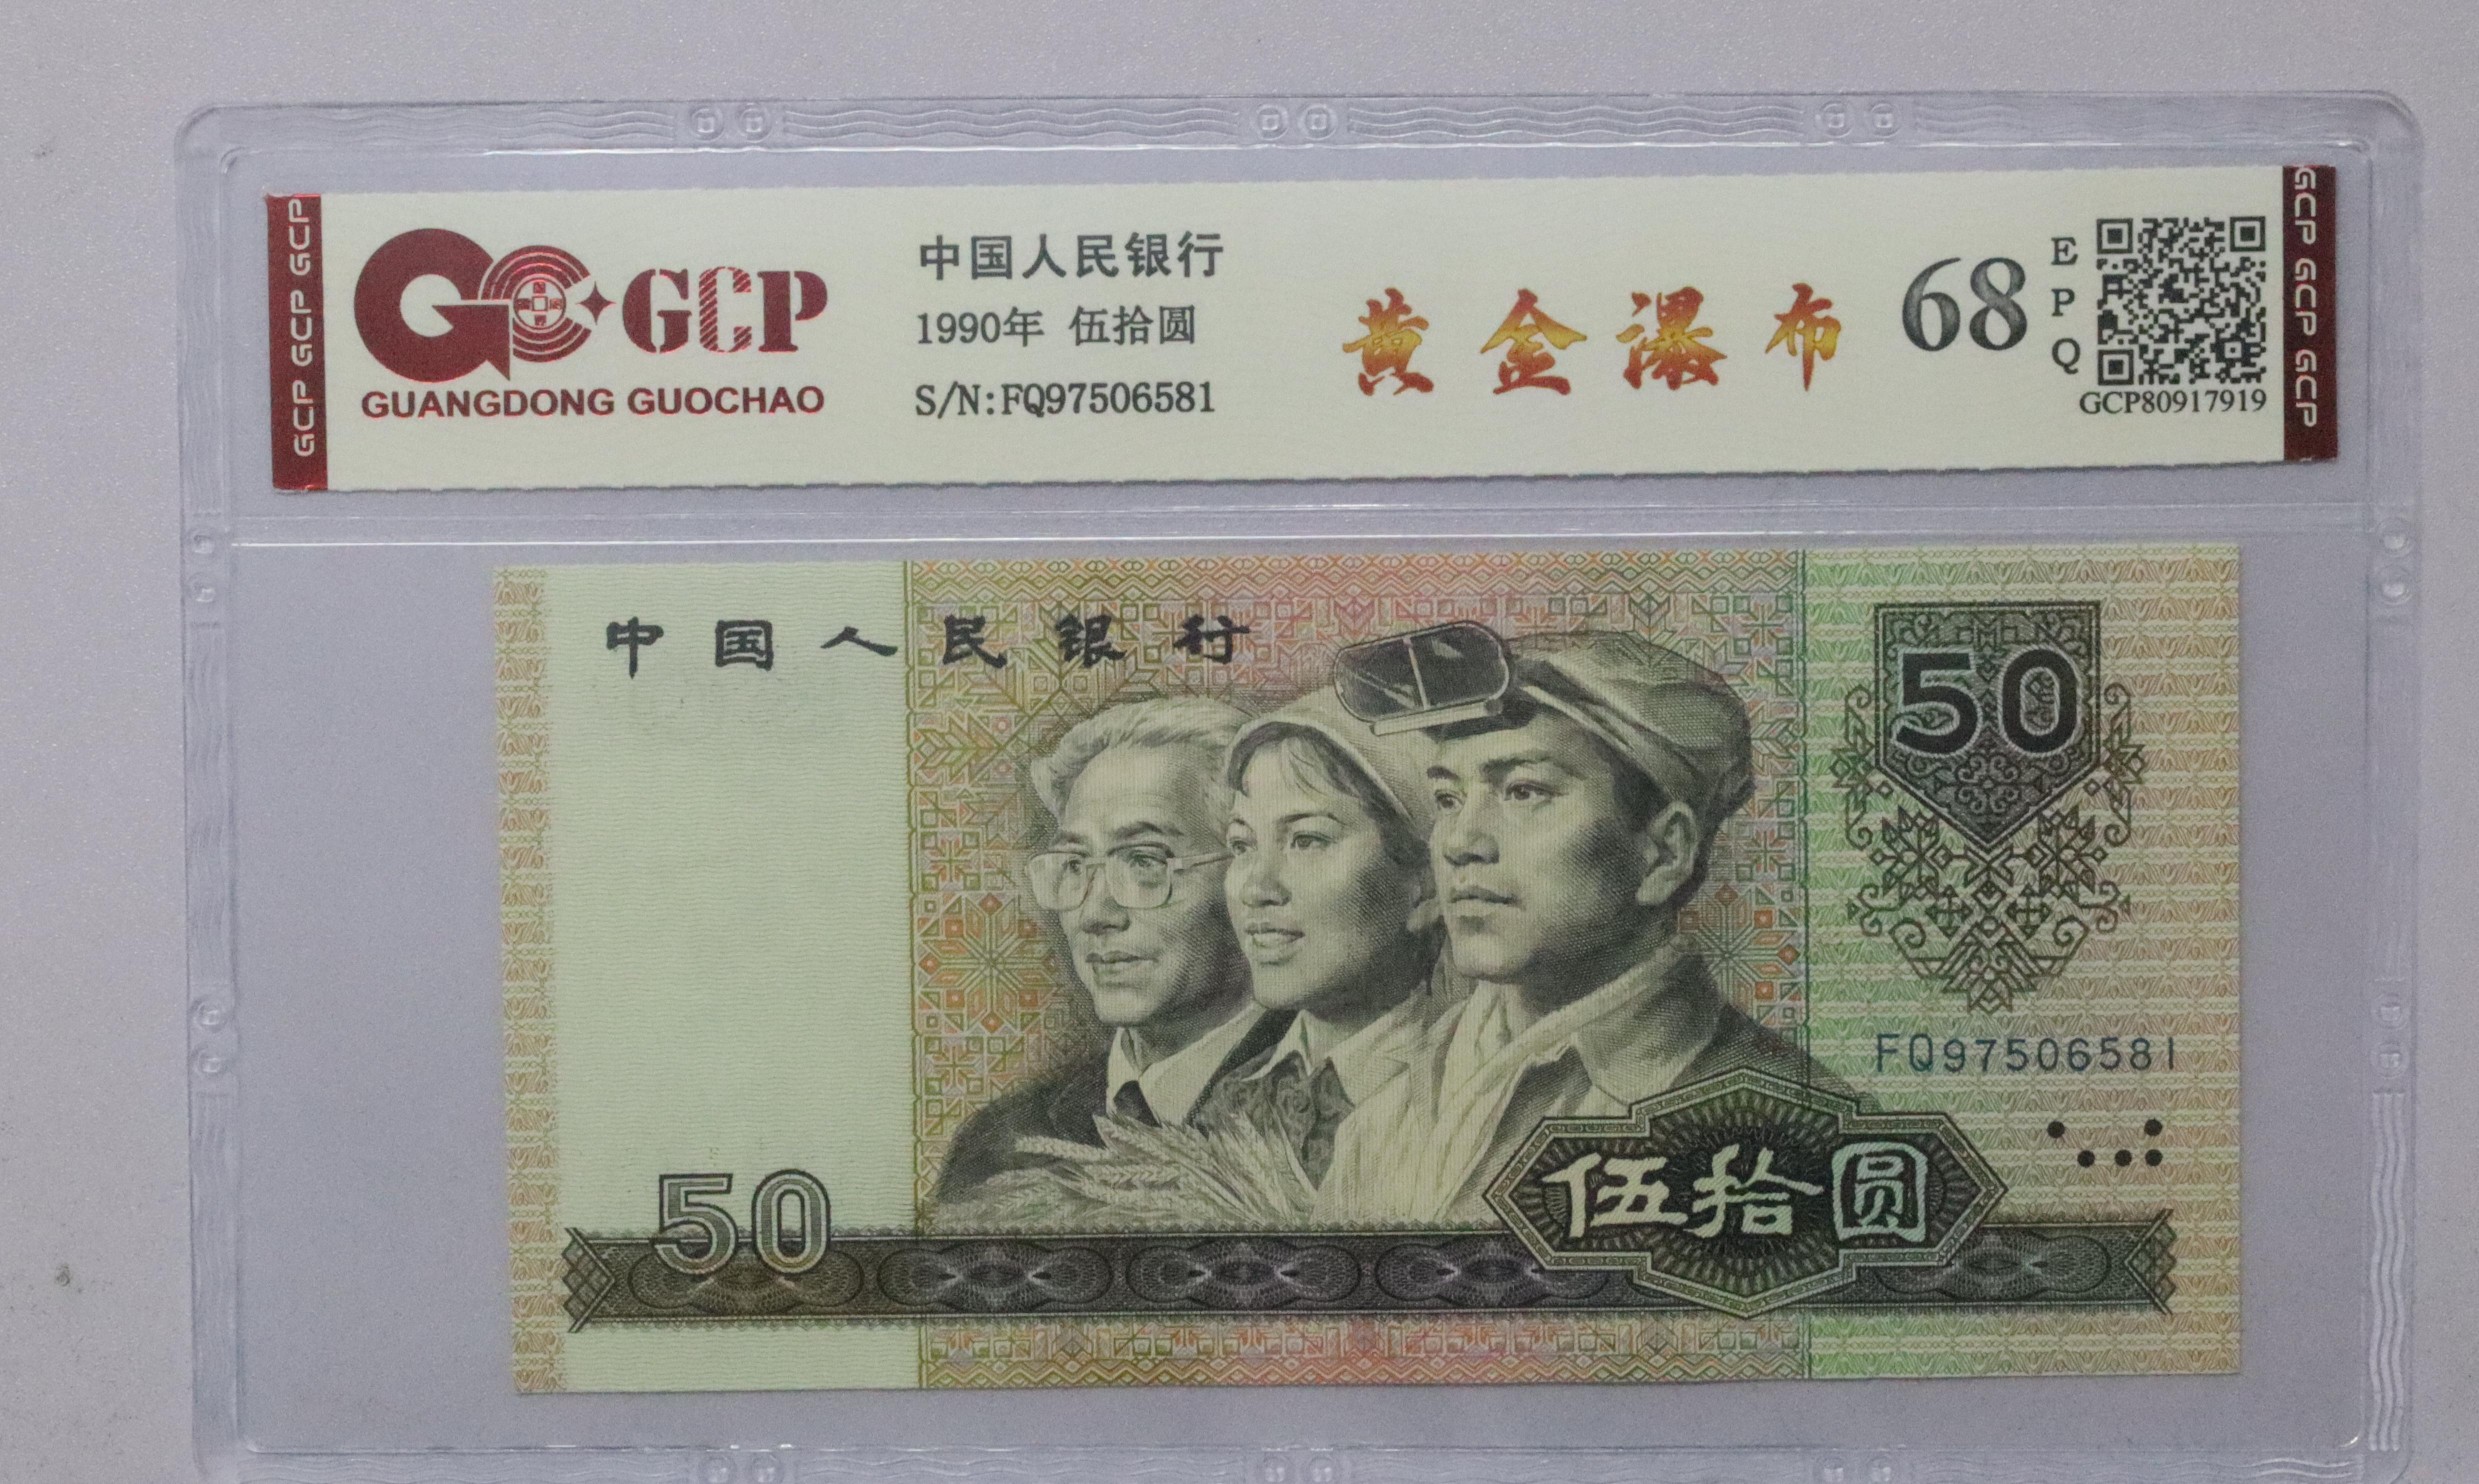 GCP GCP GCP
GCP
GUANGDONG GUOCHAO
中国人民银行
1990年 伍拾圆
S/N:FQ97506581
黄金瀑布
68
E
P
Q
GCP80917919
GCP GCP GCP
中国人民银行
50
FQ97506581
50
伍拾圆